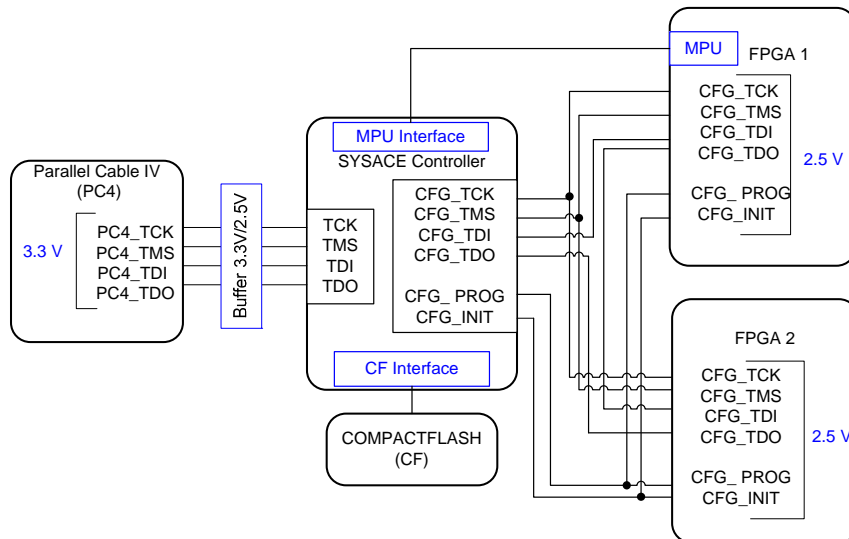 Parallel Cable IV
(PC4)
3.3 V
PC4_TCK
PC4_TMS
PC4_TDI
PC4_TDO
Buffer 3.3V/2.5V
MPU Interface
SYSACE Controller
TCK
TMS
TDI
TDO
CFG_TCK
CFG_TMS
CFG_TDI
CFG_TDO
CFG_ PROG
CFG_INIT
CF Interface
COMPACTFLASH
(CF)
MPU
FPGA 1
CFG_TCK
CFG_TMS
CFG_TDI
CFG_TDO
2.5 V
CFG_ PROG
CFG_INIT
FPGA 2
CFG_TCK
CFG_TMS
CFG_TDI
CFG_TDO
2.5 V
CFG_ PROG
CFG_INIT